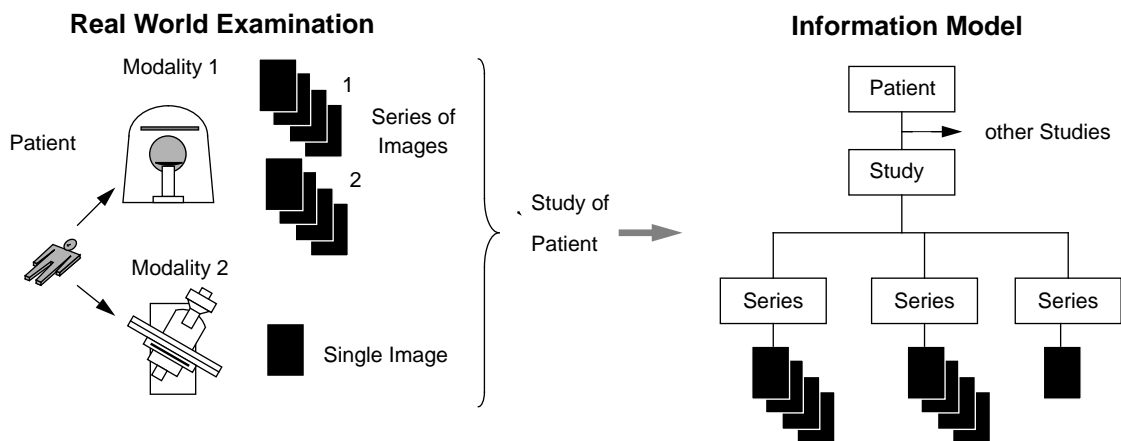 Real World Examination
Modality 1
1
Series of
Images
Patient
2
Modality 2
Single Image
Study of
Patient
Information Model
Patient
other Studies
Study
Series
Series
Series